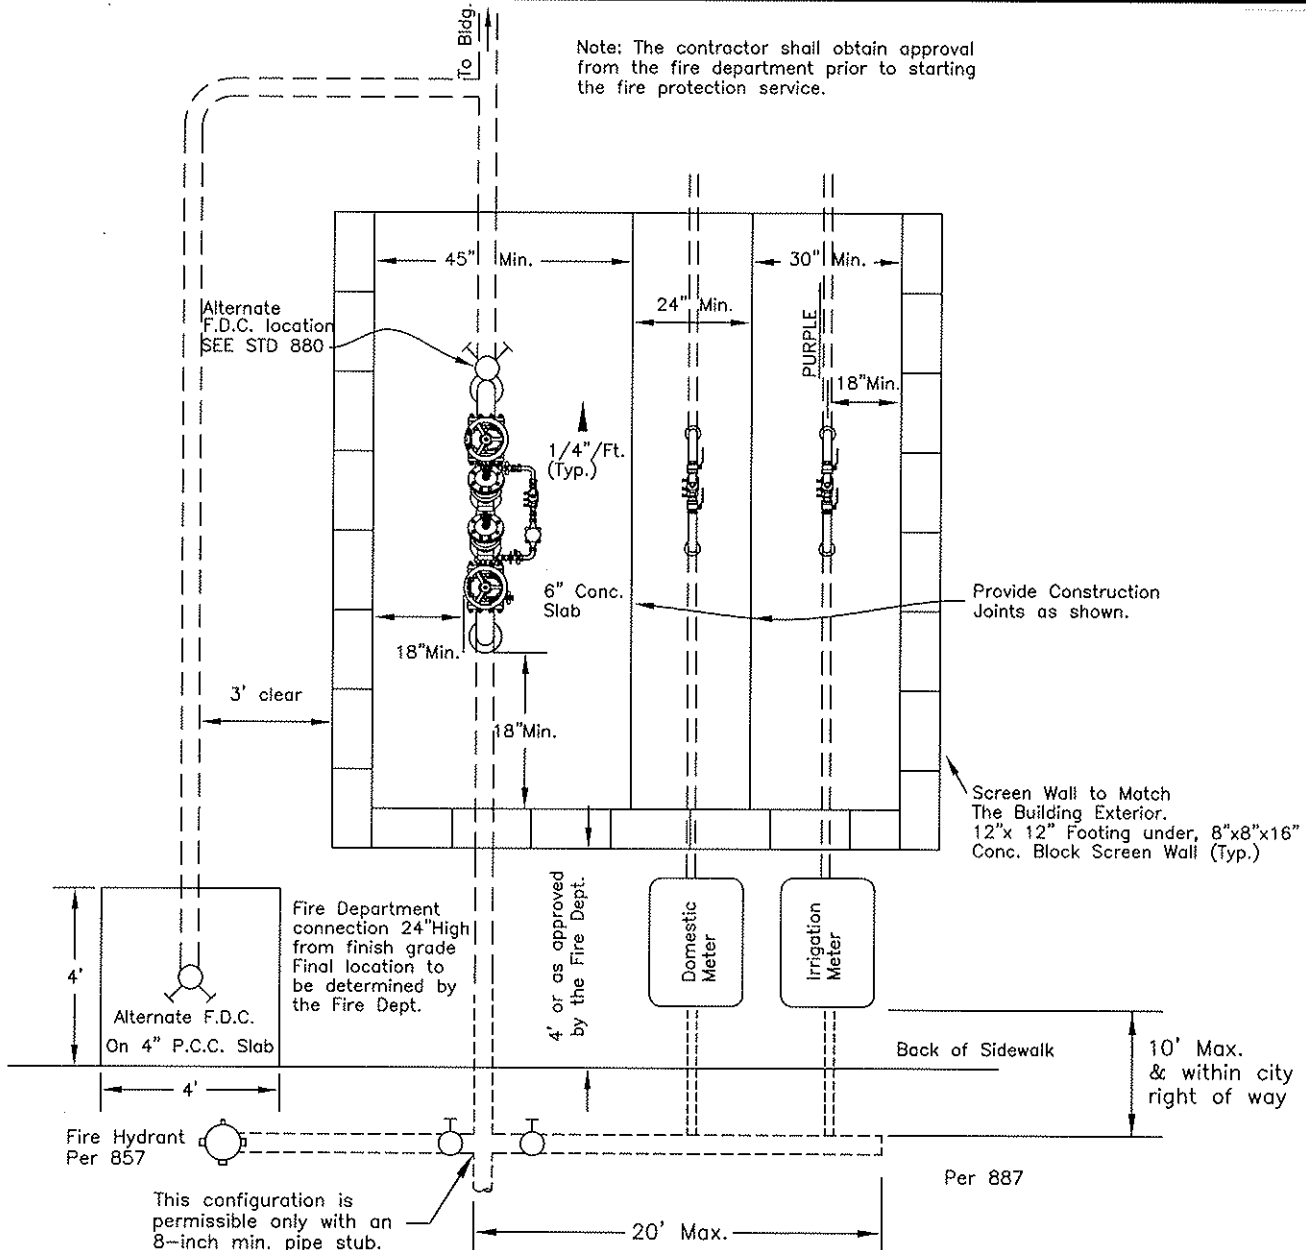 To Bldg.
Note: The contractor shall obtain approval
from the fire department prior to starting
the fire protection service.
45" Min.
30" Min.
24" Min.
Alternate
F.D.C. location
SEE STD 880
PURPLE
18"Min.
1/4"/Ft.
(Typ.)
6" Conc.
Slab
Provide Construction
Joints as shown.
18"Min.
3' clear
18"Min.
Screen Wall to Match
The Building Exterior.
12"x 12" Footing under, 8"x8"x16"
Conc. Block Screen Wall (Typ.)
Fire Department
connection 24"High
from finish grade
Final location to
be determined by
the Fire Dept.
4'
4' or as approved
by the Fire Dept.
Domestic
Meter
Irrigation
Meter
Alternate F.D.C.
On 4" P.C.C. Slab
Back of Sidewalk
10' Max.
& within city
right of way
4'
Fire Hydrant
Per 857
Per 887
This configuration is
permissible only with an
8-inch min. pipe stub.
20' Max.